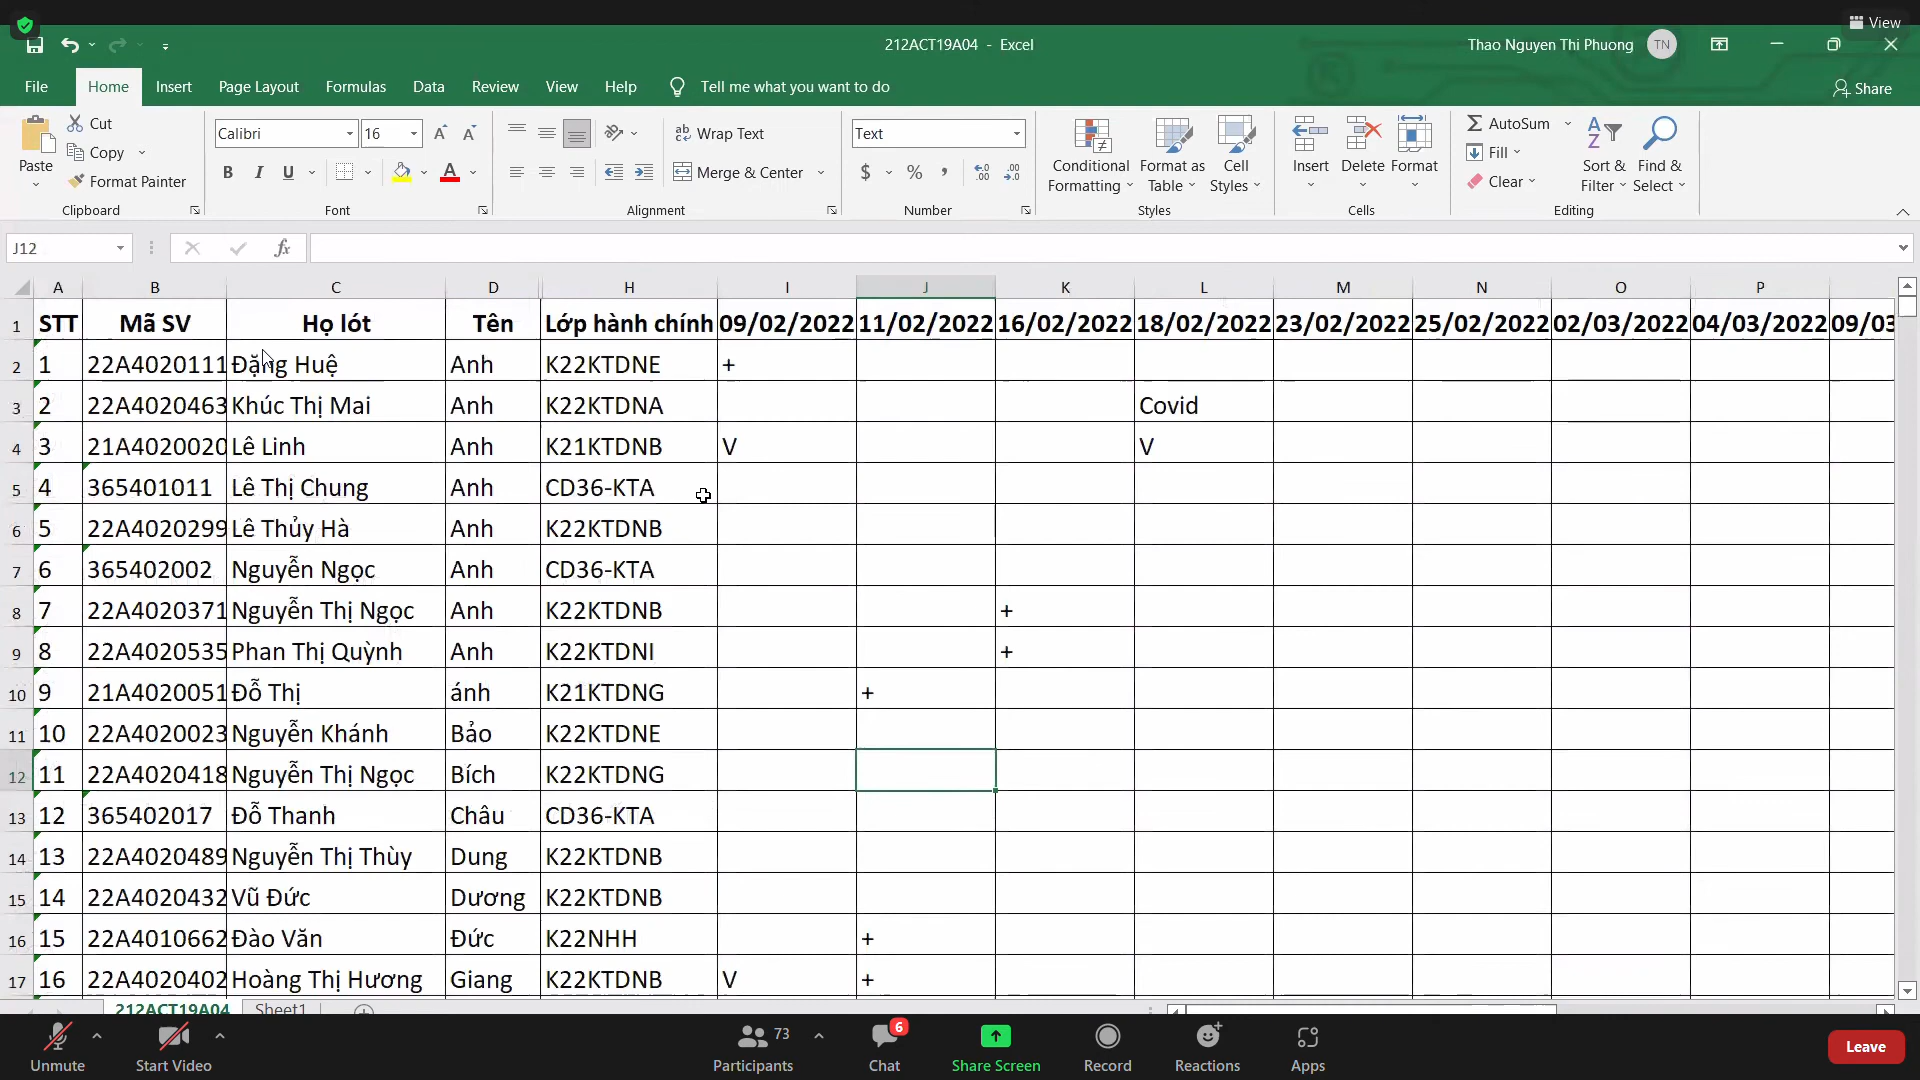 View
212ACT19A04 - Excel
Thao Nguyen Thi Phuong TN
File Home Insert Page Layout Formulas Data Review View Help Tell me what you want to do Share
Paste Cut Copy Format Painter Clipboard
Calibri 16 B I U A Font
Wrap Text Merge & Center Alignment
Text $ % , Number
Conditional Formatting Format as Table Cell Styles Styles
Insert Delete Format Cells
AutoSum Fill Clear Sort & Filter Find & Select Editing
J12 fx
A B C D H I J K L M N O P
1 STT Mã SV Họ lót Tên Lớp hành chính 09/02/2022 11/02/2022 16/02/2022 18/02/2022 23/02/2022 25/02/2022 02/03/2022 04/03/2022 09/03
2 1 22A4020111 Đặng Huệ Anh K22KTDNE +
3 2 22A4020463 Khúc Thị Mai Anh K22KTDNA Covid
4 3 21A4020020 Lê Linh Anh K21KTDNB V V
5 4 365401011 Lê Thị Chung Anh CD36-KTA
6 5 22A4020299 Lê Thủy Hà Anh K22KTDNB
7 6 365402002 Nguyễn Ngọc Anh CD36-KTA
8 7 22A4020371 Nguyễn Thị Ngọc Anh K22KTDNB +
9 8 22A4020535 Phan Thị Quỳnh Anh K22KTDNI +
10 9 21A4020051 Đỗ Thị ánh K21KTDNG +
11 10 22A4020023 Nguyễn Khánh Bảo K22KTDNE
12 11 22A4020418 Nguyễn Thị Ngọc Bích K22KTDNG
13 12 365402017 Đỗ Thanh Châu CD36-KTA
14 13 22A4020489 Nguyễn Thị Thùy Dung K22KTDNB
15 14 22A4020432 Vũ Đức Dương K22KTDNB
16 15 22A4010662 Đào Văn Đức K22NHH +
17 16 22A4020402 Hoàng Thị Hương Giang K22KTDNB V +
212ACT19A04 Sheet1
Unmute Start Video Participants 73 Chat 6 Share Screen Record Reactions Apps Leave